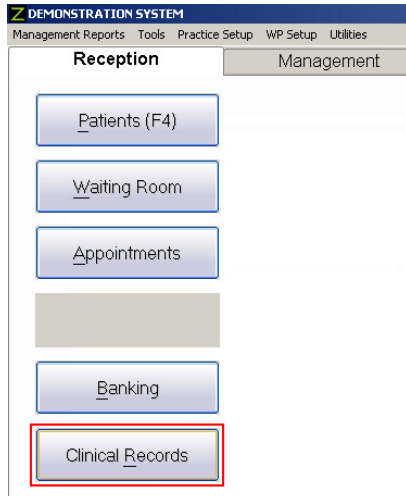 Z DEMONSTRATION SYSTEM
Management Reports Tools Practice Setup WP Setup Utilities
Reception Management
Patients (F4)
Waiting Room
Appointments
Banking
Clinical Records